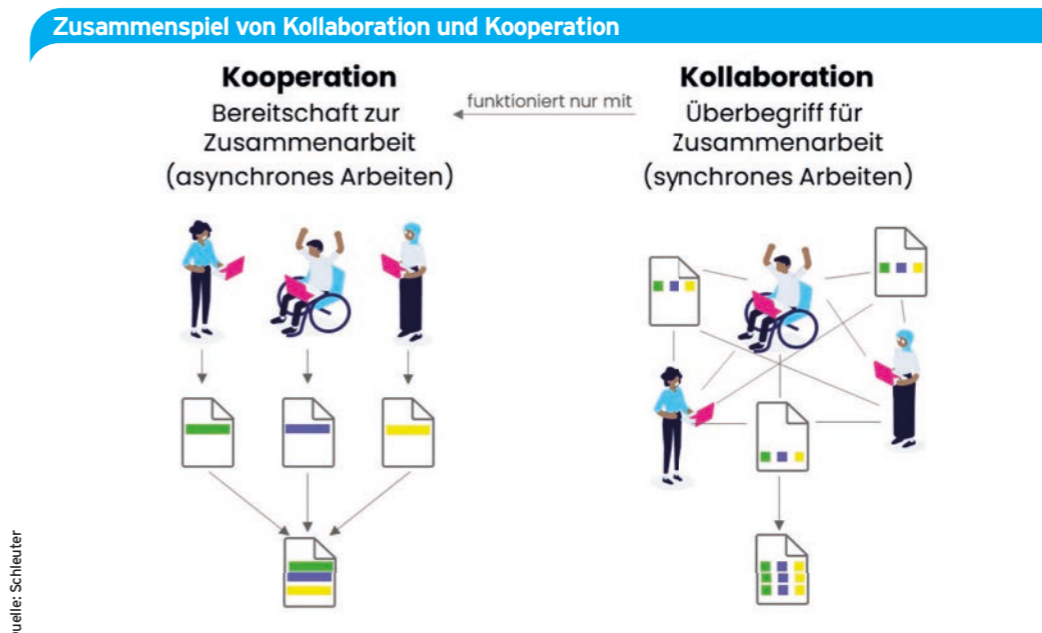 Zusammenspiel von Kollaboration und Kooperation
Kooperation
Bereitschaft zur
Zusammenarbeit
(asynchrones Arbeiten)
funktioniert nur mit
Kollaboration
Überbegriff für
Zusammenarbeit
(synchrones Arbeiten)
Quelle: Schleuter